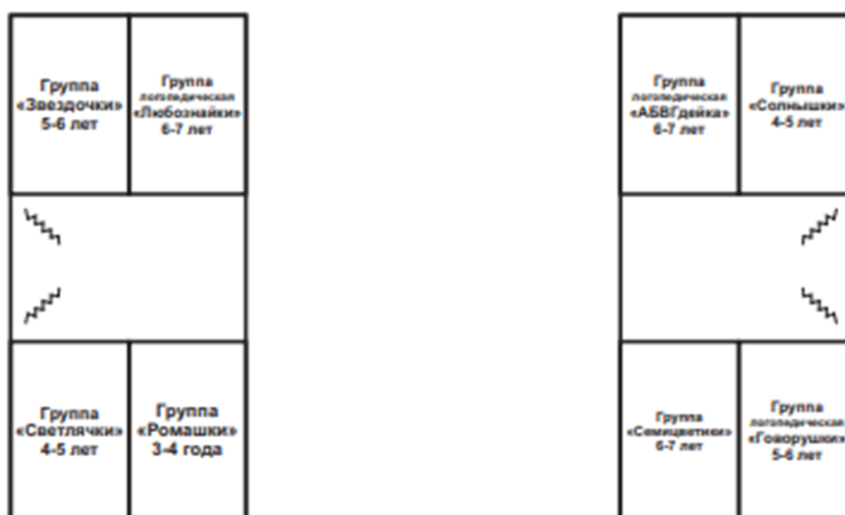 Группа
«Звездочки»
5-6 лет
Группа
логопедическая
«Любознайки»
6-7 лет
Группа
логопедическая
«АБВГдейка»
6-7 лет
Группа
«Солнышки»
4-5 лет
Группа
«Светлячки»
4-5 лет
Группа
«Ромашки»
3-4 года
Группа
«Семицветики»
6-7 лет
Группа
логопедическая
«Говорушки»
5-6 лет